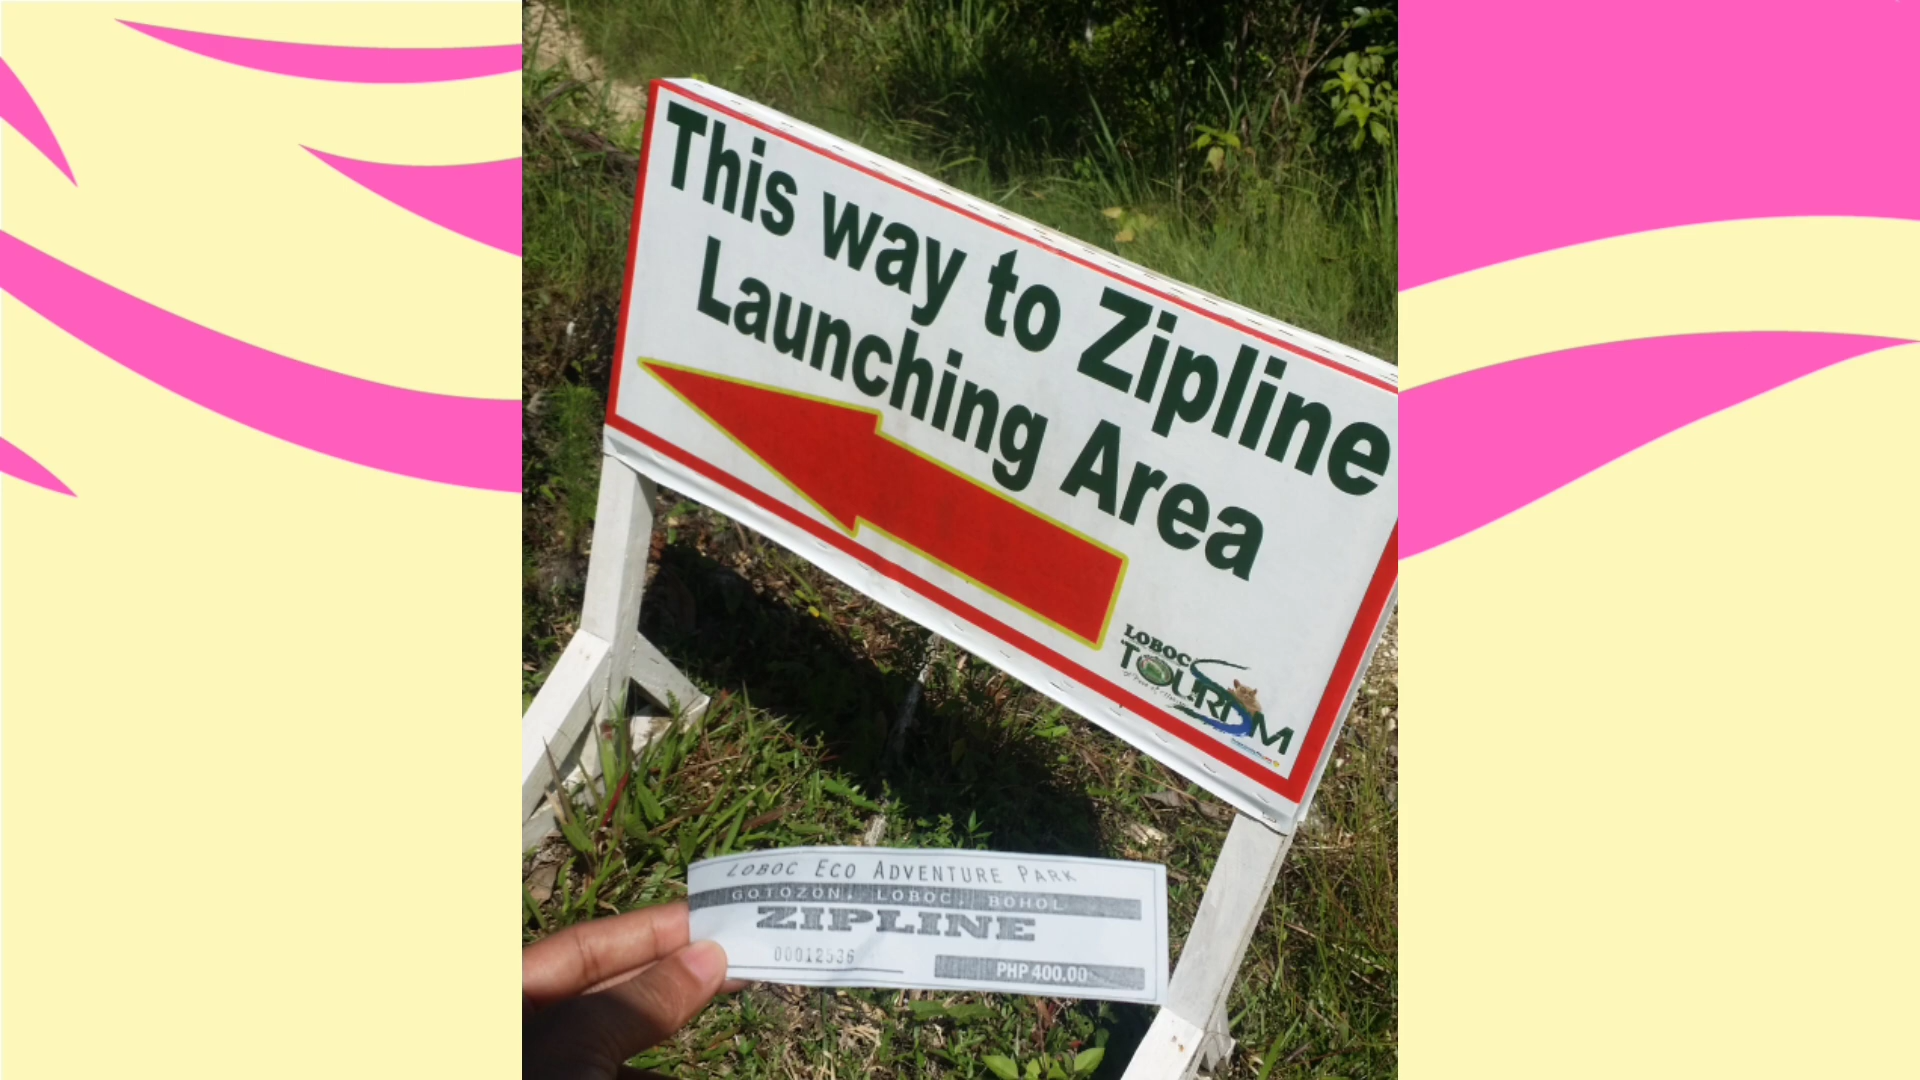 This way to Zipline
Launching Area
LOBOC
TOURISM
LOBOC ECO ADVENTURE PARK
GOTOZON, LOBOC, BOHOL
ZIPLINE
00012536
PHP 400.00